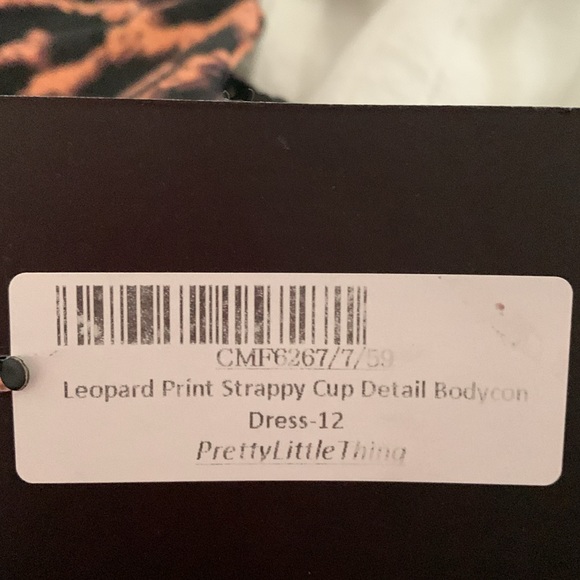 CMF6267/7/59
Leopard Print Strappy Cup Detail Bodycon
Dress-12
PrettyLittleThing